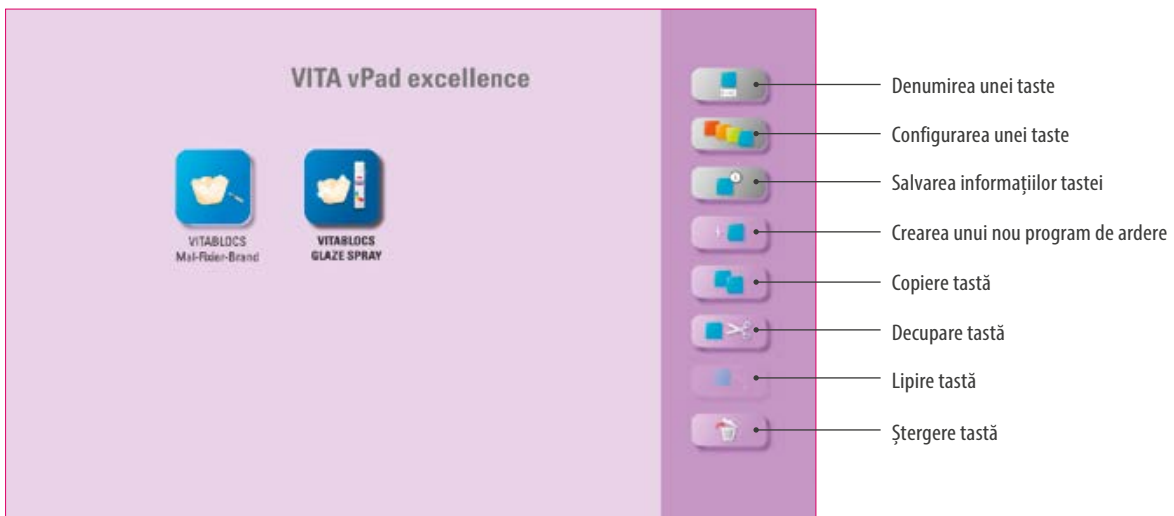 VITA vPad excellence
VITABLOCS
Mal-Fixier-Brand
VITABLOCS
GLAZE SPRAY
Denumirea unei taste
Configurarea unei taste
Salvarea informațiilor tastei
Crearea unui nou program de ardere
Copiere tastă
Decupare tastă
Lipire tastă
Ștergere tastă